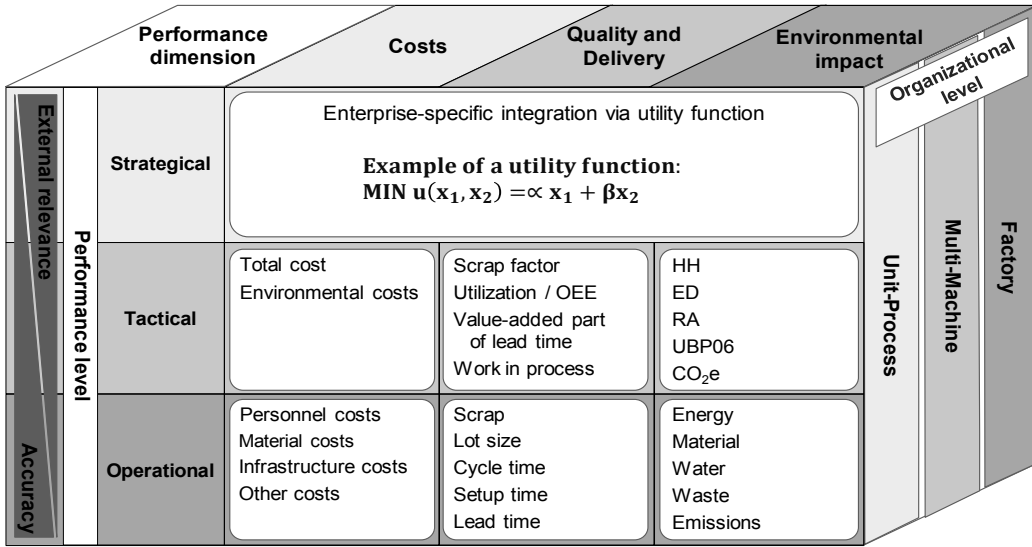 Performance
dimension
Costs
Quality and
Delivery
Environmental
impact
Organizational
level
External relevance
Accuracy
Performance level
Strategical
Enterprise-specific integration via utility function
Example of a utility function:
MIN u(x₁, x₂) =∝ x₁ + βx₂
Tactical
Total cost
Environmental costs
Scrap factor
Utilization / OEE
Value-added part
of lead time
Work in process
HH
ED
RA
UBP06
CO₂e
Operational
Personnel costs
Material costs
Infrastructure costs
Other costs
Scrap
Lot size
Cycle time
Setup time
Lead time
Energy
Material
Water
Waste
Emissions
Unit-Process
Multi-Machine
Factory